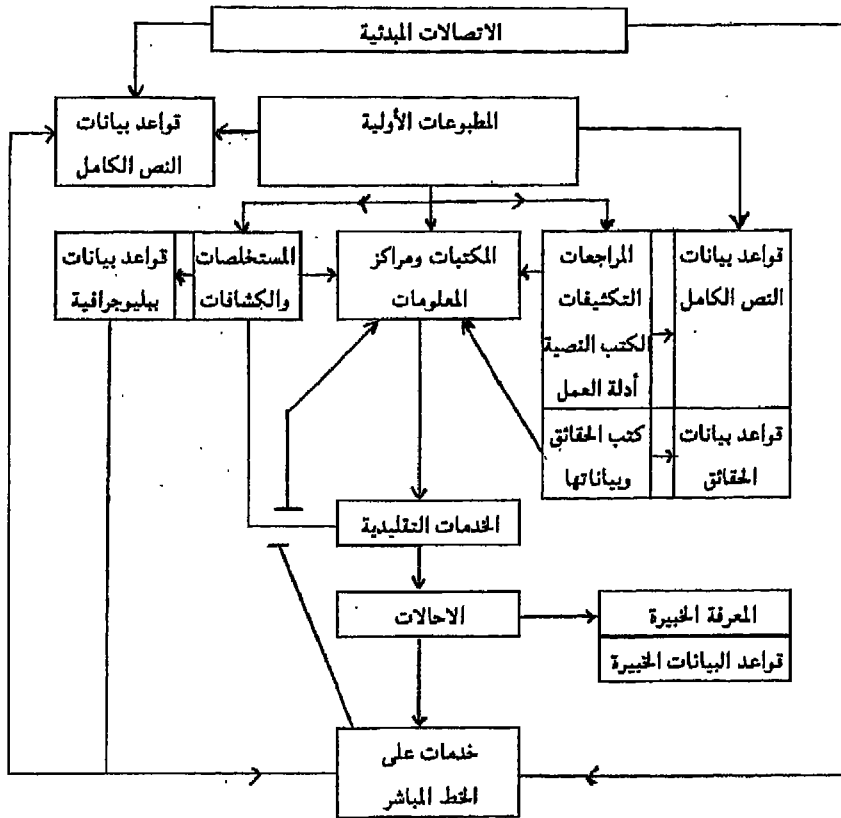 الاتصالات المبدئية
المطبوعات الأولية
قواعد بيانات
النص الكامل
قواعد بيانات
النص الكامل
المراجعات
التكثيفات
الكتب النصية
أدلة العمل
المكتبات ومراكز
المعلومات
المستخلصات
والكشافات
قواعد بيانات
ببليوجرافية
قواعد بيانات
الحقائق
كتب الحقائق
وبياناتها
الخدمات التقليدية
الاحالات
المعرفة الخبيرة
قواعد البيانات الخبيرة
خدمات على
الخط المباشر